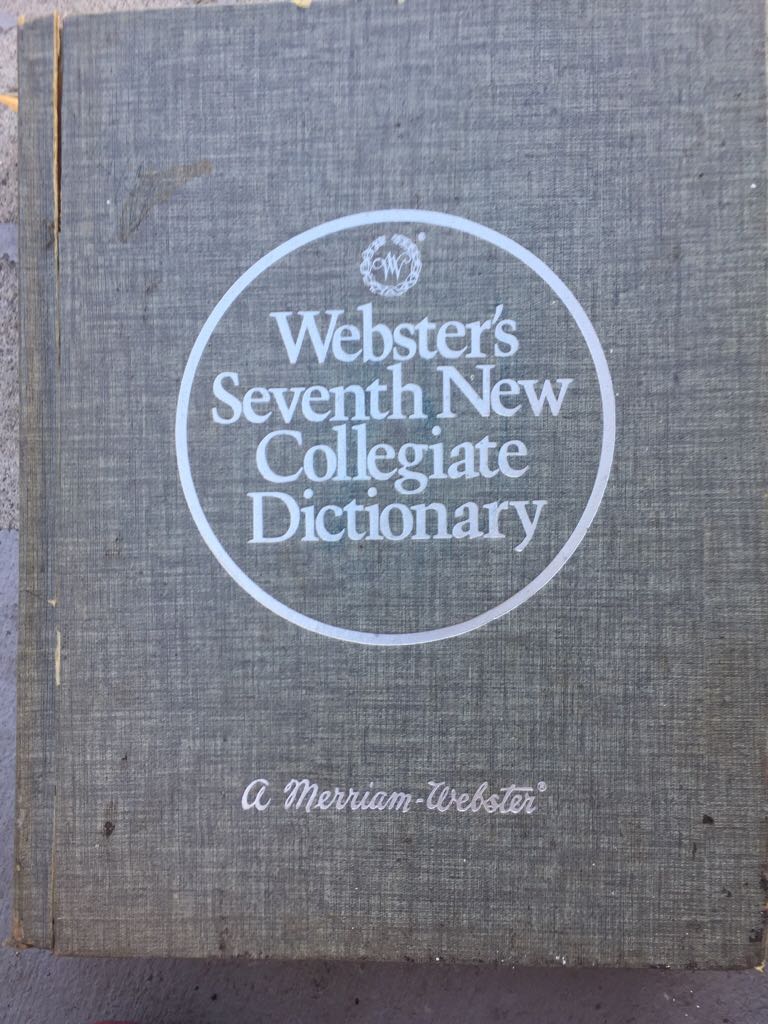 W®
Webster's
Seventh New
Collegiate
Dictionary
A Merriam-Webster®